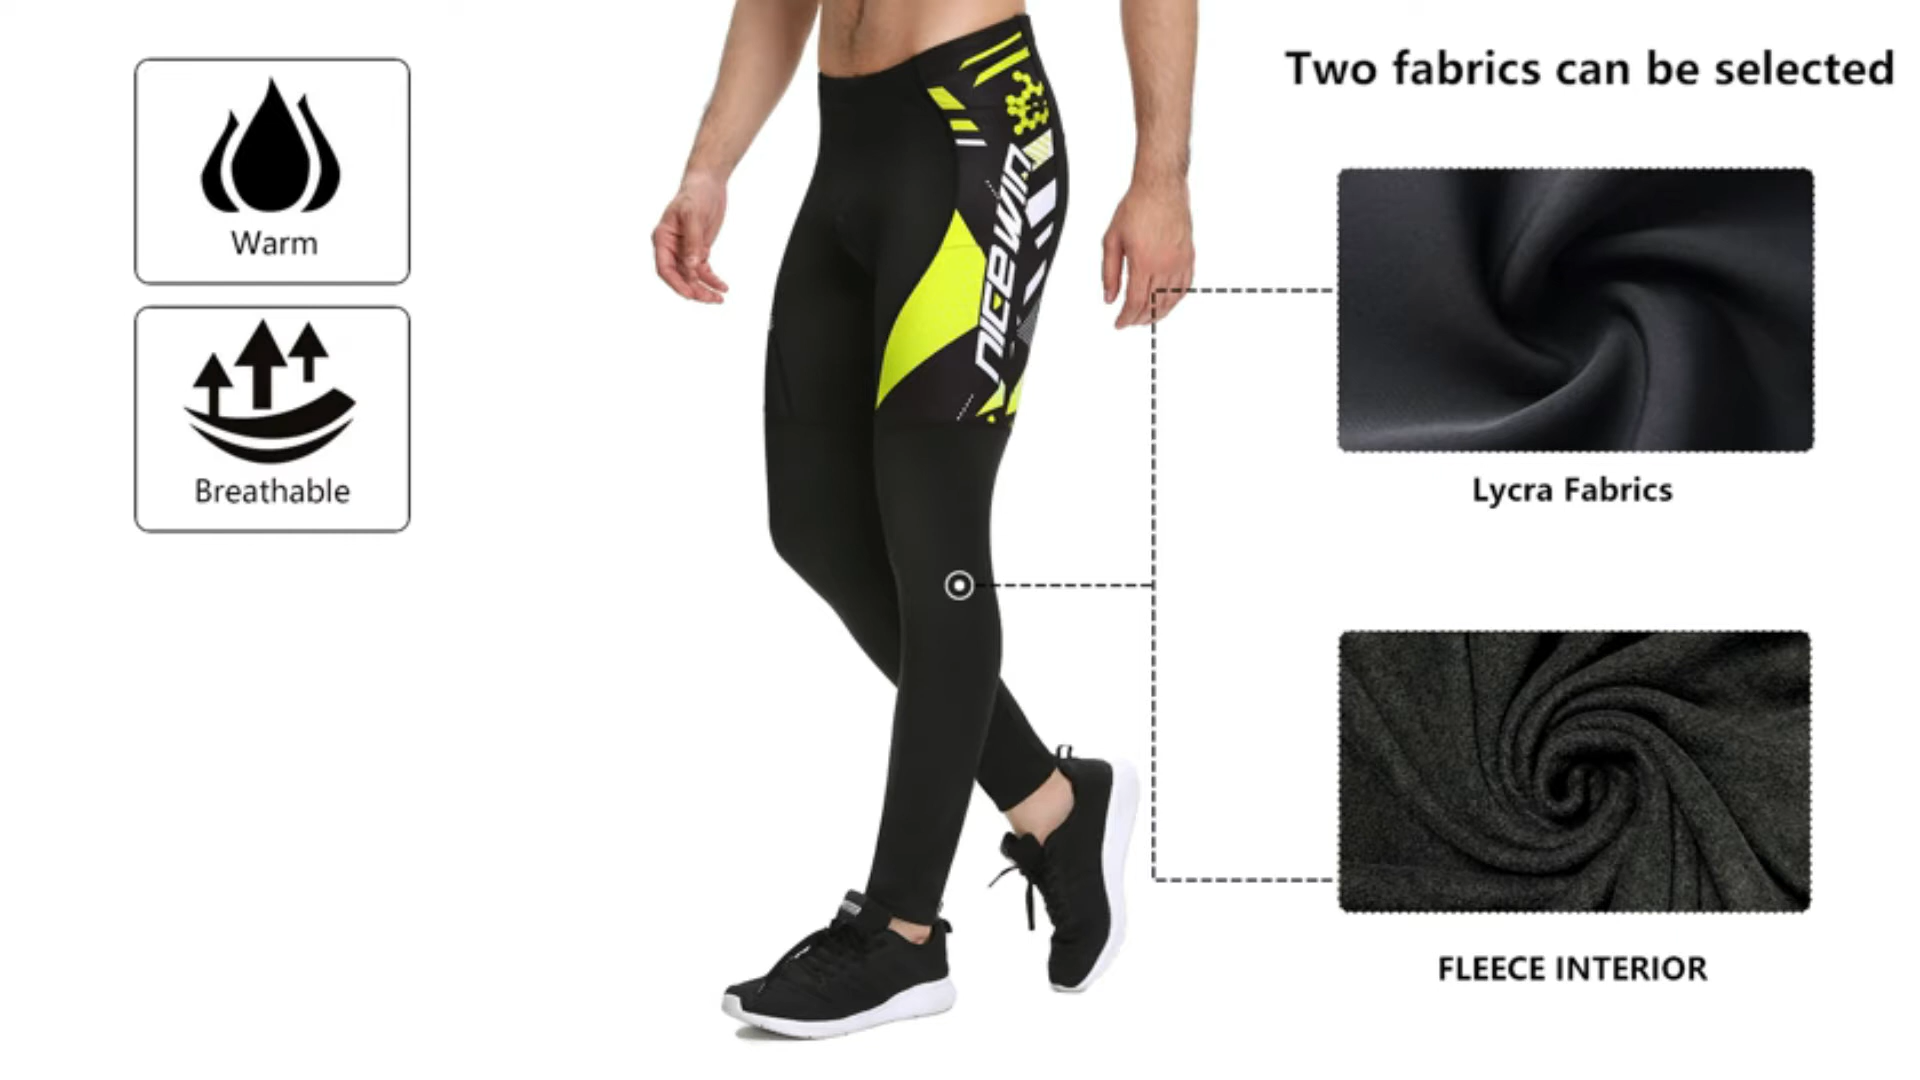 Two fabrics can be selected
Warm
Breathable
NICEWIN
Lycra Fabrics
FLEECE INTERIOR